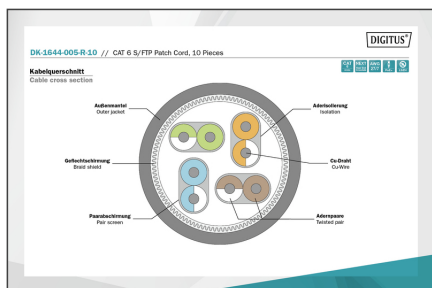 DIGITUS®
DK-1644-005-R-10 // CAT 6 S/FTP Patch Cord, 10 Pieces
Kabelquerschnitt
Cable cross section
Außenmantel
Outer jacket
Aderisolierung
Isolation
Geflechtschirmung
Braid shield
Cu-Draht
Cu-Wire
Paarabschirmung
Pair screen
Adernpaare
Twisted pair